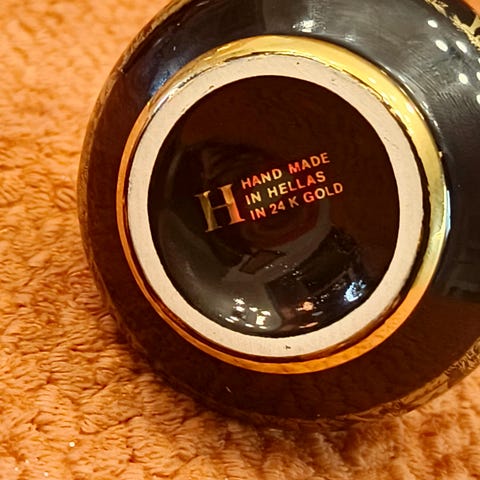 H HAND MADE
IN HELLAS
IN 24 K GOLD